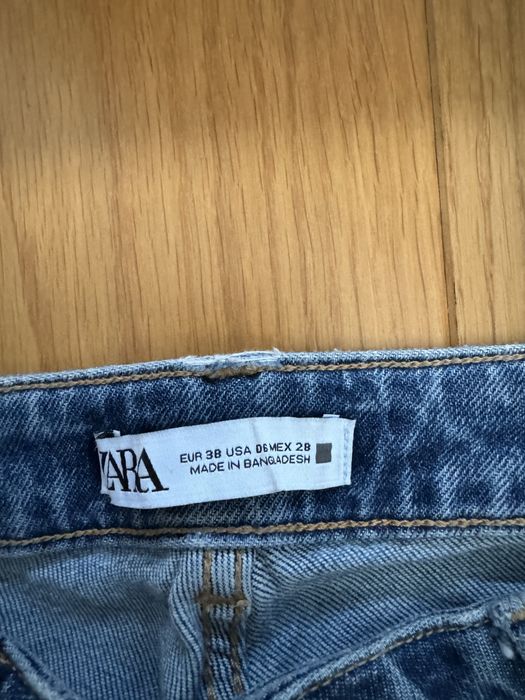 ZARA
EUR 38 USA 06 MEX 28
MADE IN BANGLADESH